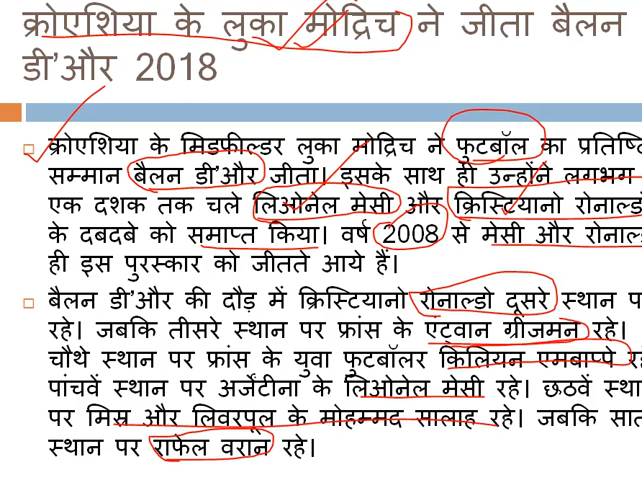 क्रोएशिया के लुका मोद्रिच ने जीता बैलन
डी’और 2018
क्रोएशिया के मिडफील्डर लुका मोद्रिच ने फुटबॉल का
सम्मान बैलन डी’और जीता। इसके साथ ही उन्होंने लगभग
एक दशक तक चले लिओनेल मेसी और क्रिस्टियानो
के दबदबे को समाप्त किया। वर्ष 2008 से मेसी और
ही इस पुरस्कार को जीतते आये हैं।
बैलन डी’और की दौड़ में क्रिस्टियानो रोनाल्डो दूसरे स्थान
रहे। जबकि तीसरे स्थान पर फ्रांस के एंट्वान ग्रीजमन रहे।
चौथे स्थान पर फ्रांस के युवा फुटबॉलर किलियन एमबाप्पे
पांचवें स्थान पर अर्जेंटीना के लिओनेल मेसी रहे। छठवें
पर मिस्र और लिवरपूल के मोहम्मद सालाह रहे। जबकि
स्थान पर राफेल वरान रहे।